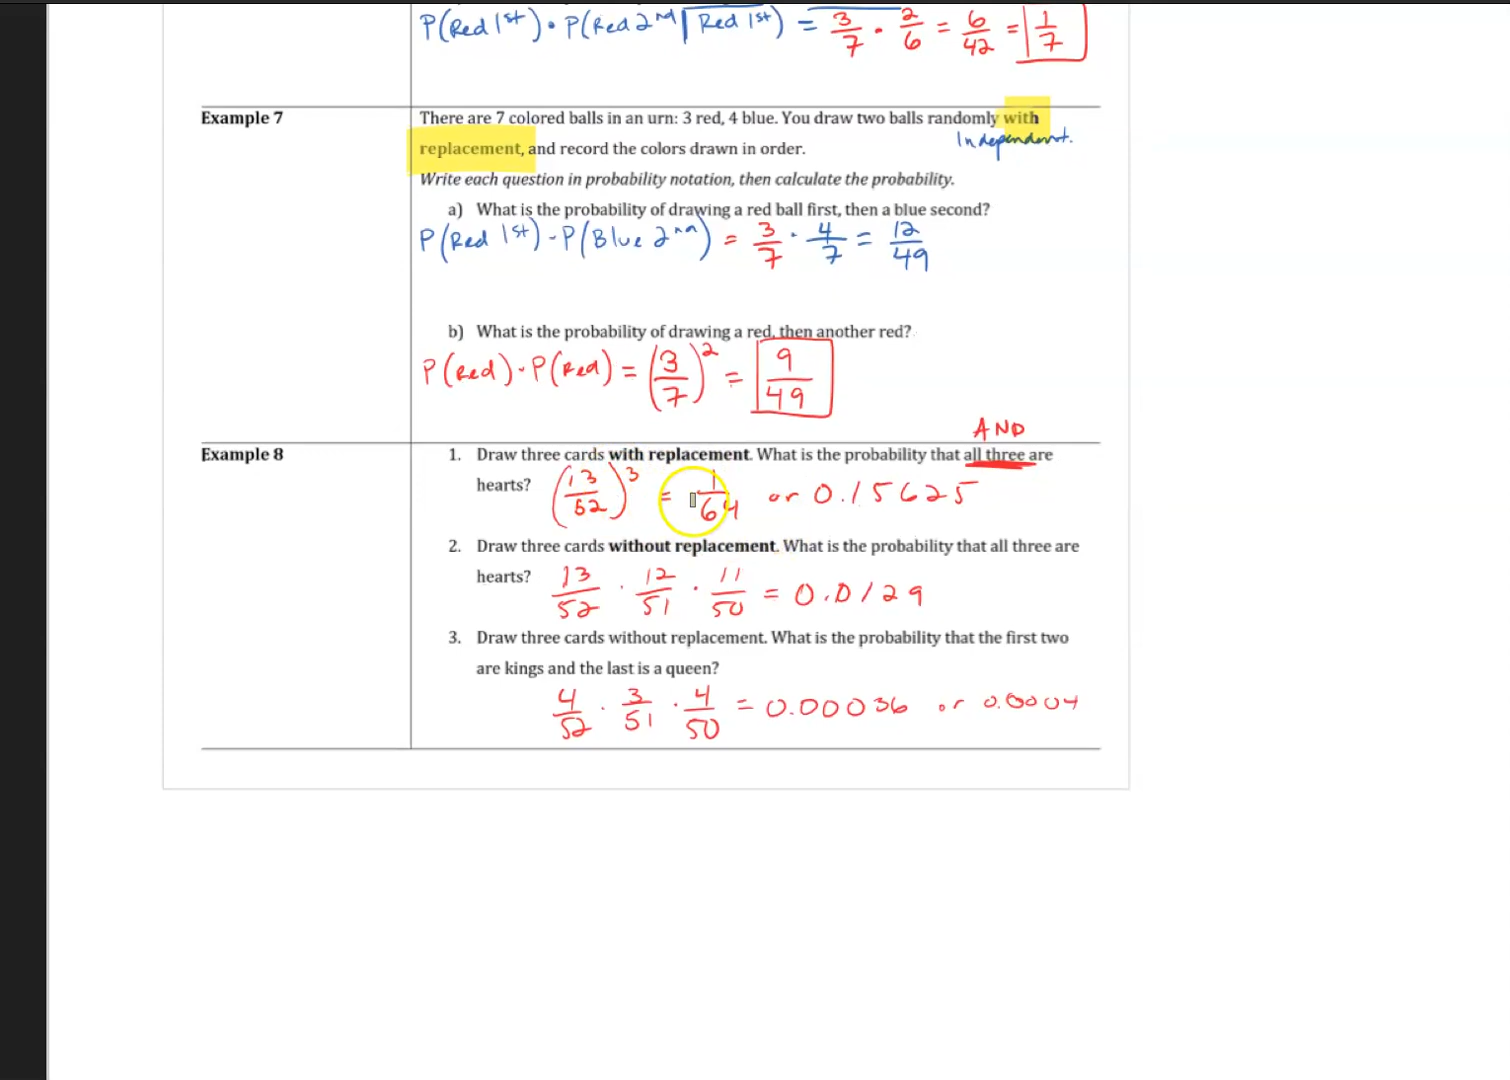 P(Red 1st) · P(Red 2nd | Red 1st) = 3/7 · 2/6 = 6/42 = 1/7
Example 7
There are 7 colored balls in an urn: 3 red, 4 blue. You draw two balls randomly with
Independent.
replacement, and record the colors drawn in order.
Write each question in probability notation, then calculate the probability.
a) What is the probability of drawing a red ball first, then a blue second?
P(Red 1st) · P(Blue 2nd) = 3/7 · 4/7 = 12/49
b) What is the probability of drawing a red, then another red?
P(Red) · P(Red) = (3/7)² = 9/49
AND
Example 8
1. Draw three cards with replacement. What is the probability that all three are
hearts? (13/52)³ = 1/64 or 0.15625
2. Draw three cards without replacement. What is the probability that all three are
hearts? 13/52 · 12/51 · 11/50 = 0.0129
3. Draw three cards without replacement. What is the probability that the first two
are kings and the last is a queen?
4/52 · 3/51 · 4/50 = 0.00036 or 0.0004